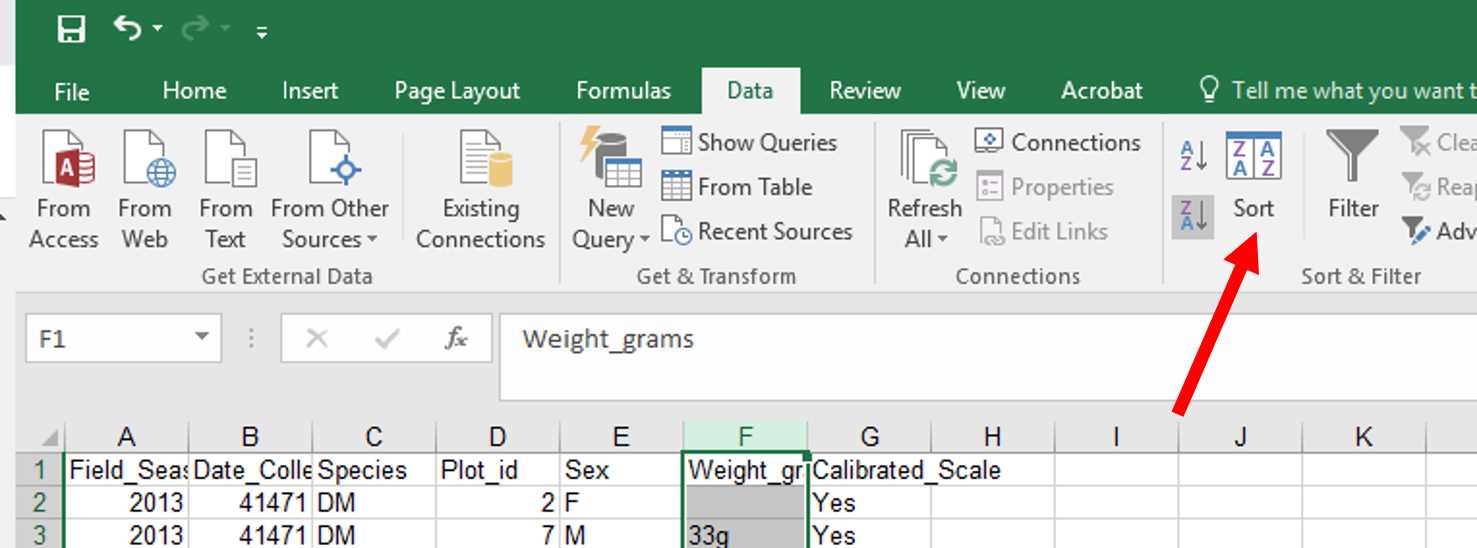 File Home Insert Page Layout Formulas Data Review View Acrobat Tell me what you want t
From Access
From Web
From Text
From Other Sources
Existing Connections
Get External Data
New Query
Show Queries
From Table
Recent Sources
Get & Transform
Refresh All
Connections
Properties
Edit Links
Connections
A Z
Z A
Z A A Z
Sort
Filter
Clea
Reap
Adv
Sort & Filter
F1 fx Weight_grams
A B C D E F G H I J K
1 Field_Seas Date_Colle Species Plot_id Sex Weight_gr Calibrated_Scale
2 2013 41471 DM 2 F Yes
3 2013 41471 DM 7 M 33g Yes